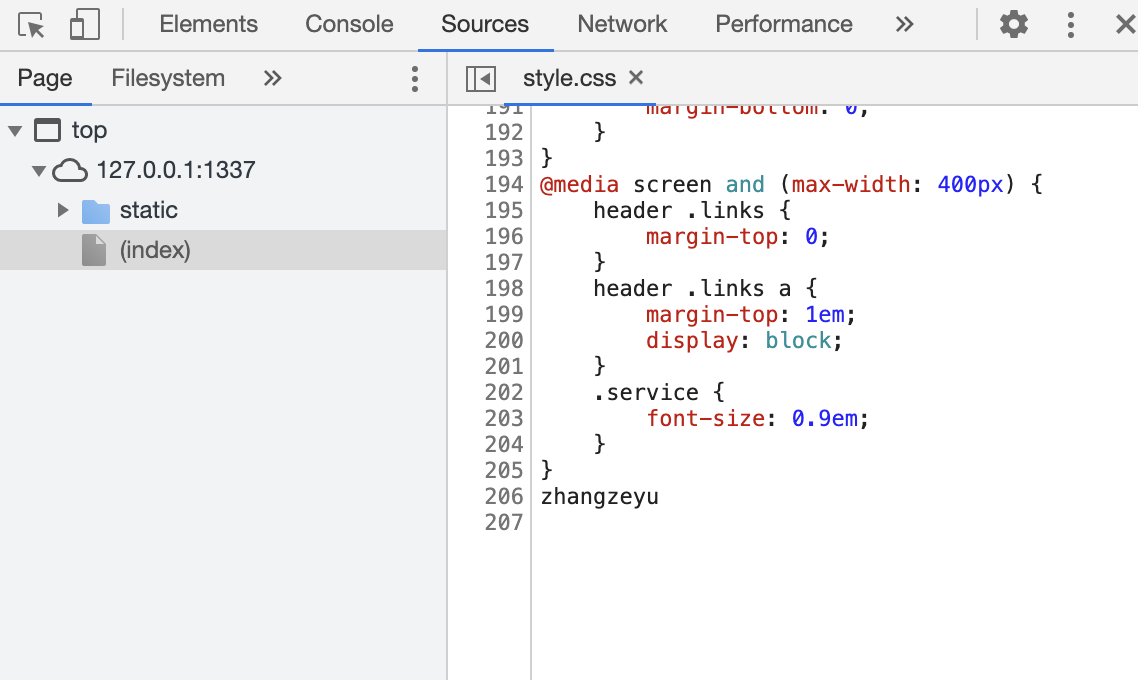 Elements Console Sources Network Performance »
Page Filesystem »
style.css ×
top
127.0.0.1:1337
static
(index)
191 margin-bottom: 0;
192 }
193 }
194 @media screen and (max-width: 400px) {
195 header .links {
196 margin-top: 0;
197 }
198 header .links a {
199 margin-top: 1em;
200 display: block;
201 }
202 .service {
203 font-size: 0.9em;
204 }
205 }
206 zhangzeyu
207